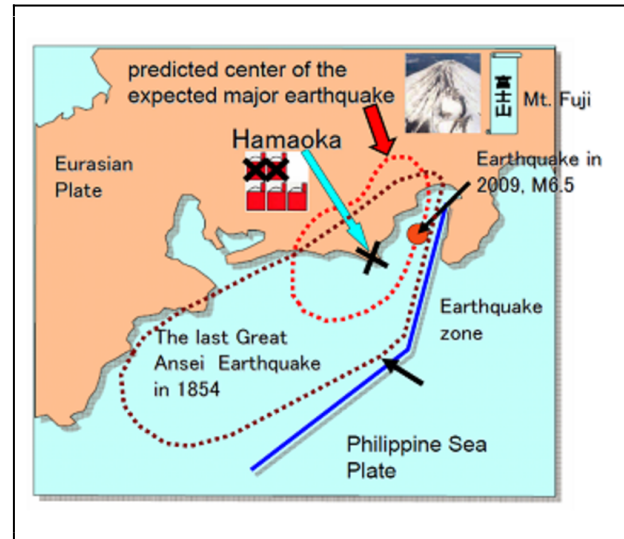 predicted center of the
expected major earthquake
富士山
Mt. Fuji
Hamaoka
Eurasian
Plate
Earthquake in
2009, M6.5
Earthquake
zone
The last Great
Ansei Earthquake
in 1854
Philippine Sea
Plate